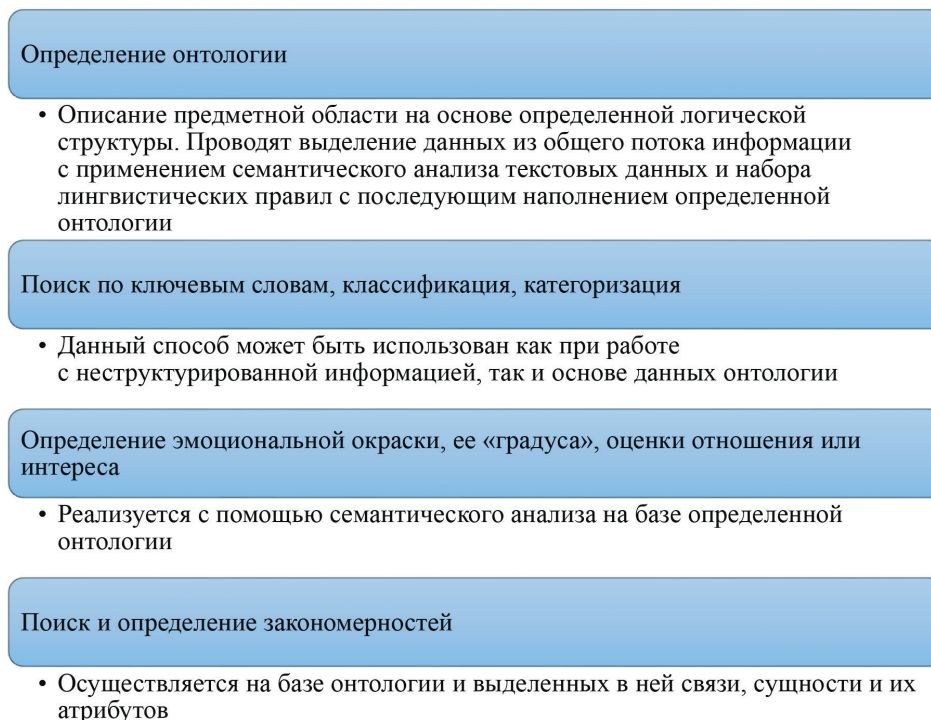 Определение онтологии
• Описание предметной области на основе определенной логической
структуры. Проводят выделение данных из общего потока информации
с применением семантического анализа текстовых данных и набора
лингвистических правил с последующим наполнением определенной
онтологии
Поиск по ключевым словам, классификация, категоризация
• Данный способ может быть использован как при работе
с неструктурированной информацией, так и основе данных онтологии
Определение эмоциональной окраски, ее «градуса», оценки отношения или
интереса
• Реализуется с помощью семантического анализа на базе определенной
онтологии
Поиск и определение закономерностей
• Осуществляется на базе онтологии и выделенных в ней связи, сущности и их
атрибутов